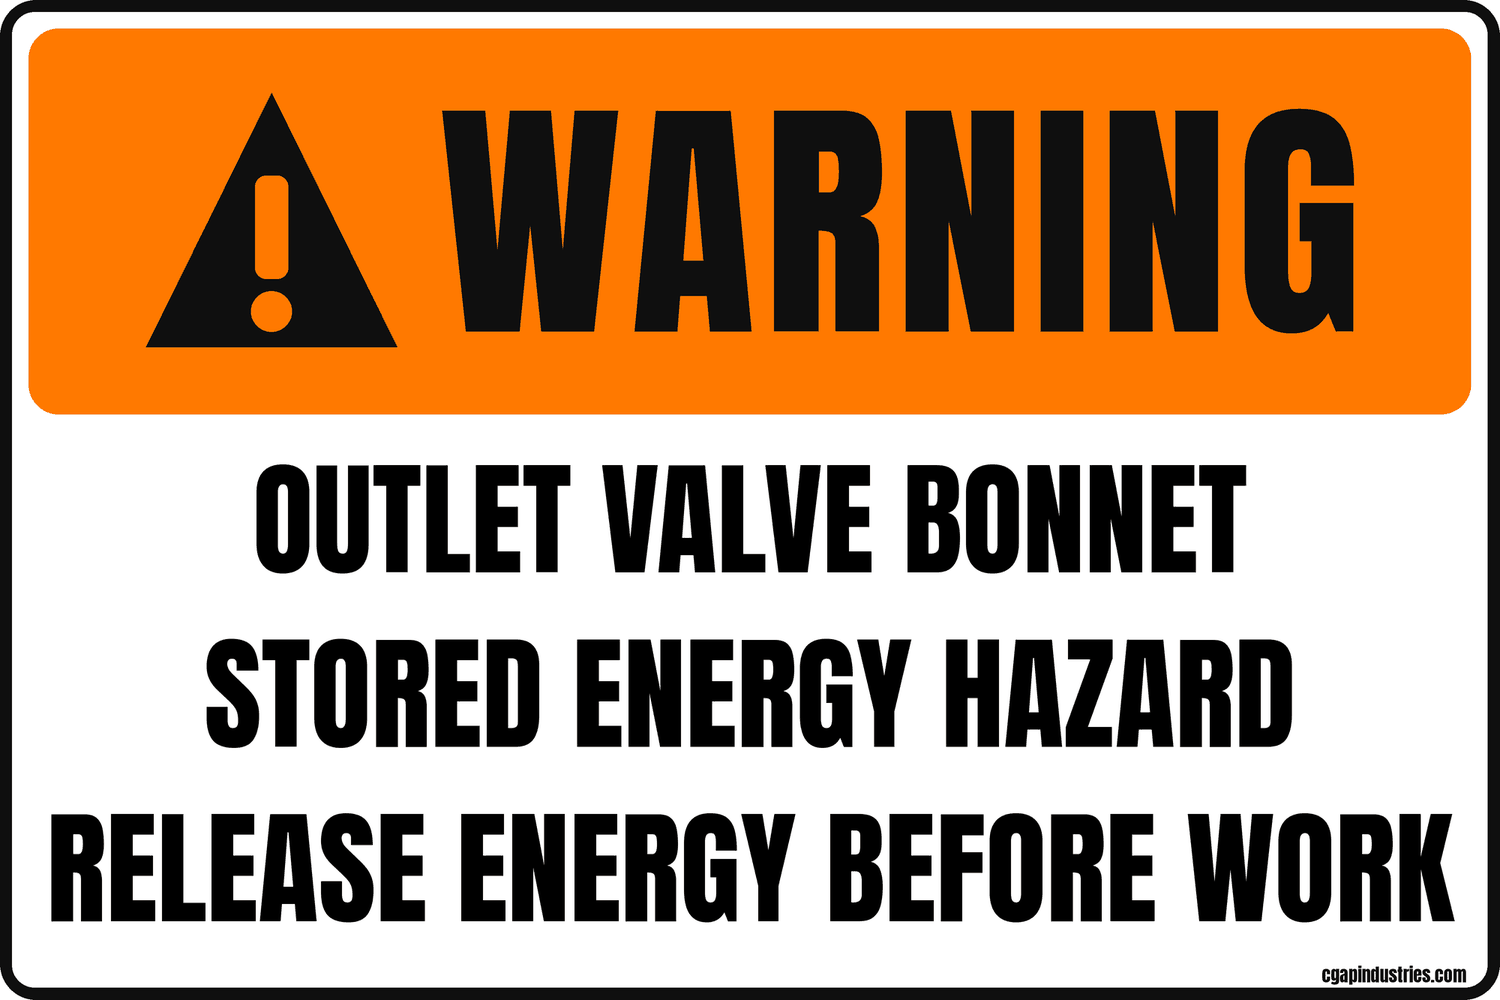 WARNING
OUTLET VALVE BONNET
STORED ENERGY HAZARD
RELEASE ENERGY BEFORE WORK
cgapindustries.com